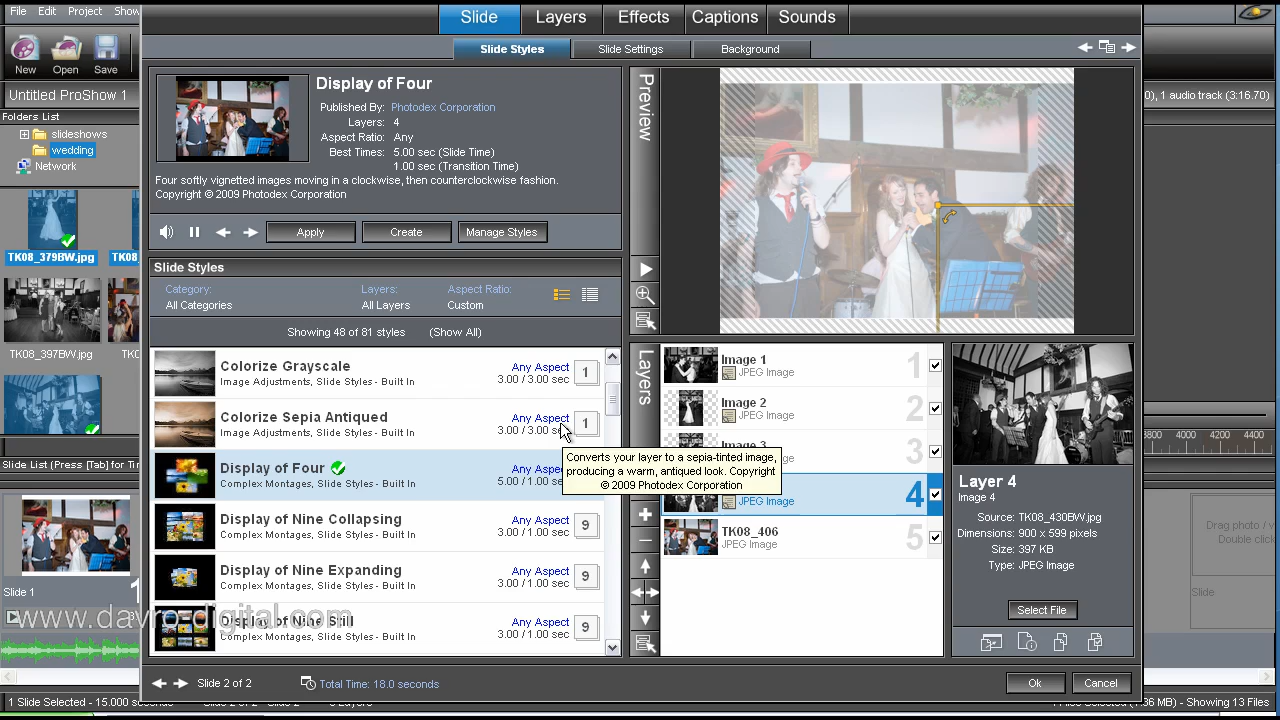 File Edit Project Show
Slide Layers Effects Captions Sounds
Slide Styles Slide Settings Background
New Open Save
Untitled ProShow 1
0), 1 audio track (3:16.70)
Folders List
slideshows
wedding
Network
TK08_379BW.jpg
TK08
TK08_397BW.jpg
Display of Four
Published By: Photodex Corporation
Layers: 4
Aspect Ratio: Any
Best Times: 5.00 sec (Slide Time)
1.00 sec (Transition Time)
Four softly vignetted images moving in a clockwise, then counterclockwise fashion.
Copyright © 2009 Photodex Corporation
Apply Create Manage Styles
Slide Styles
Category: Layers: Aspect Ratio:
All Categories All Layers Custom
Showing 48 of 81 styles (Show All)
Colorize Grayscale Any Aspect 1
Image Adjustments, Slide Styles - Built In 3.00 / 3.00 sec
Colorize Sepia Antiqued Any Aspect 1
Image Adjustments, Slide Styles - Built In 3.00 / 3.00 sec
Converts your layer to a sepia-tinted image,
producing a warm, antiqued look. Copyright
© 2009 Photodex Corporation
Display of Four Any Aspe
Complex Montages, Slide Styles - Built In 5.00 / 1.00 sec
Display of Nine Collapsing Any Aspect 9
Complex Montages, Slide Styles - Built In 3.00 / 1.00 sec
Display of Nine Expanding Any Aspect 9
Complex Montages, Slide Styles - Built In 3.00 / 1.00 sec
Display of Nine Still Any Aspect 9
Complex Montages, Slide Styles - Built In 3.00 / 1.00 sec
Preview
Layers
Image 1 1
JPEG Image
Image 2 2
JPEG Image
Image 3 3
JPEG Image 4
TK08_406 5
JPEG Image
Layer 4
Image 4
Source: TK08_430BW.jpg
Dimensions: 900 x 599 pixels
Size: 397 KB
Type: JPEG Image
Select File
3800 4000 4200 4400
Slide List (Press [Tab] for Tim
Slide 1 1
Drag photo / v
Double click
Slide
www.davro-digital.com
Slide 2 of 2 Total Time: 18.0 seconds Ok Cancel
1 Slide Selected - 15.000 seconds
- Showing 13 Files